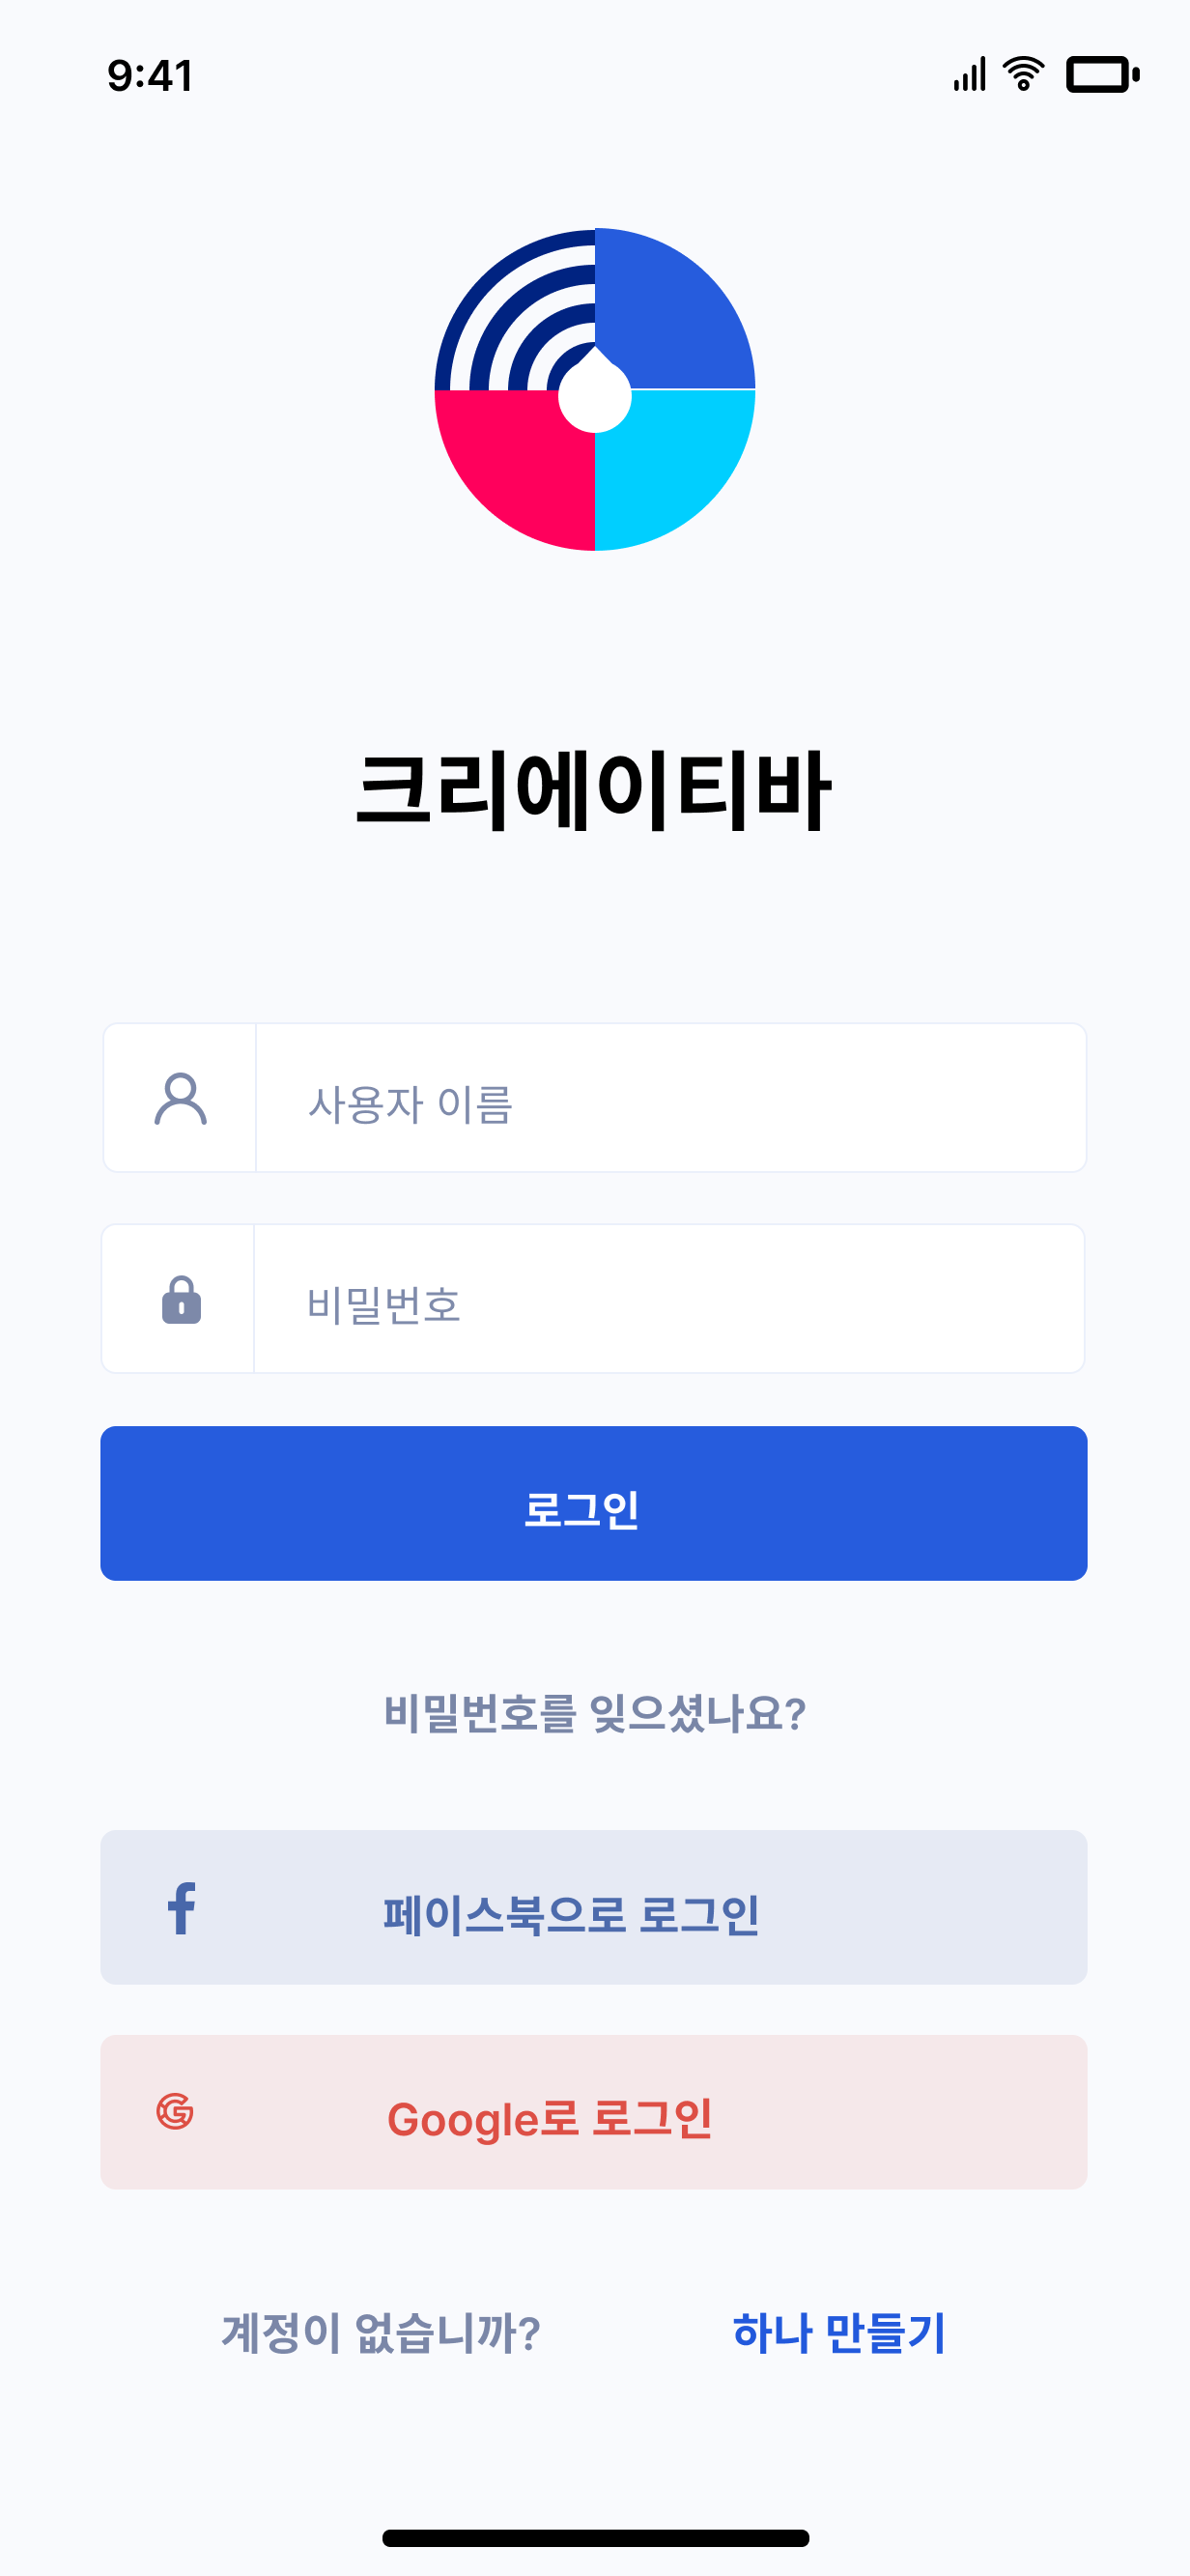 9:41
크리에이티바
사용자 이름
비밀번호
로그인
비밀번호를 잊으셨나요?
페이스북으로 로그인
Google로 로그인
계정이 없습니까? 하나 만들기